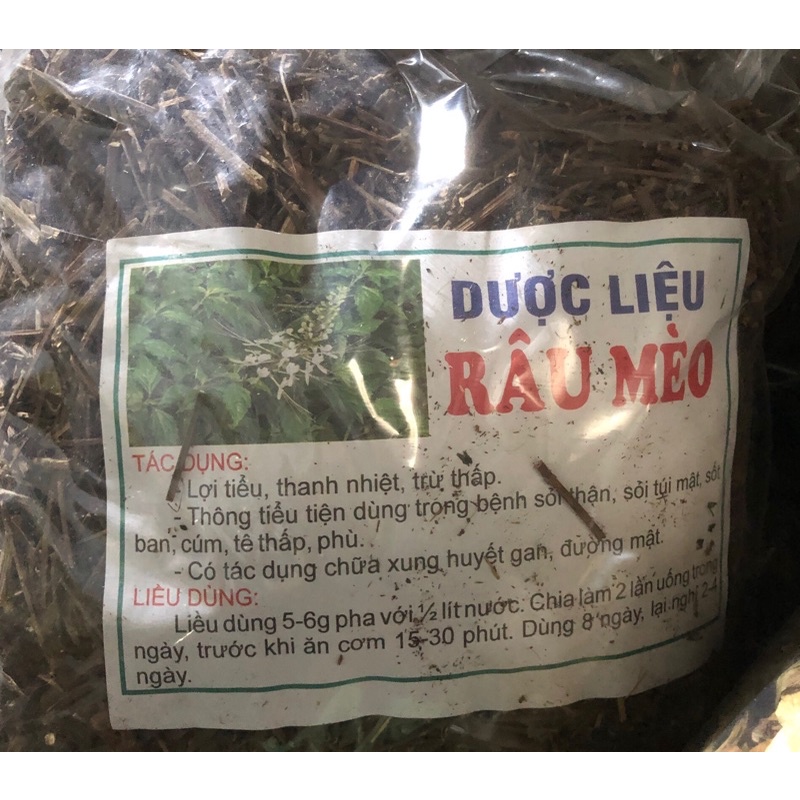 DƯỢC LIỆU
RÂU MÈO
TÁC DỤNG:
- Lợi tiểu, thanh nhiệt, trừ thấp.
- Thông tiểu tiện dùng trong bệnh sỏi thận, sỏi túi mật, sốt
ban, cúm, tê thấp, phù.
- Có tác dụng chữa xung huyết gan, đường mật.
LIỀU DÙNG:
Liều dùng 5-6g pha với ½ lít nước. Chia làm 2 lần uống trong
ngày, trước khi ăn cơm 15-30 phút. Dùng 8 ngày, lại nghỉ 2-4
ngày.